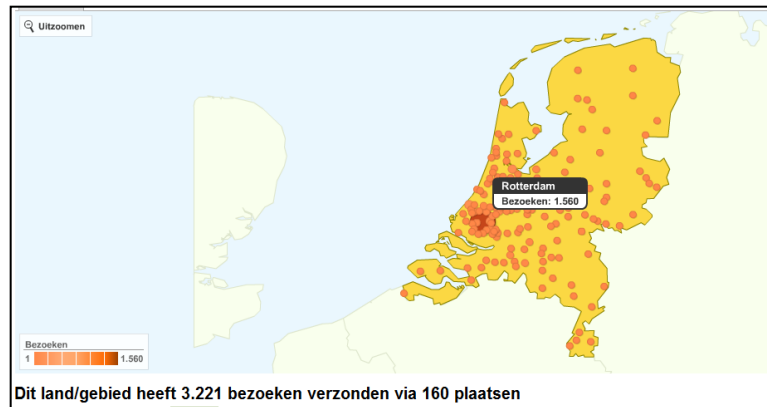 Uitzoomen
Rotterdam
Bezoeken: 1.560
Bezoeken
1 1.560
Dit land/gebied heeft 3.221 bezoeken verzonden via 160 plaatsen